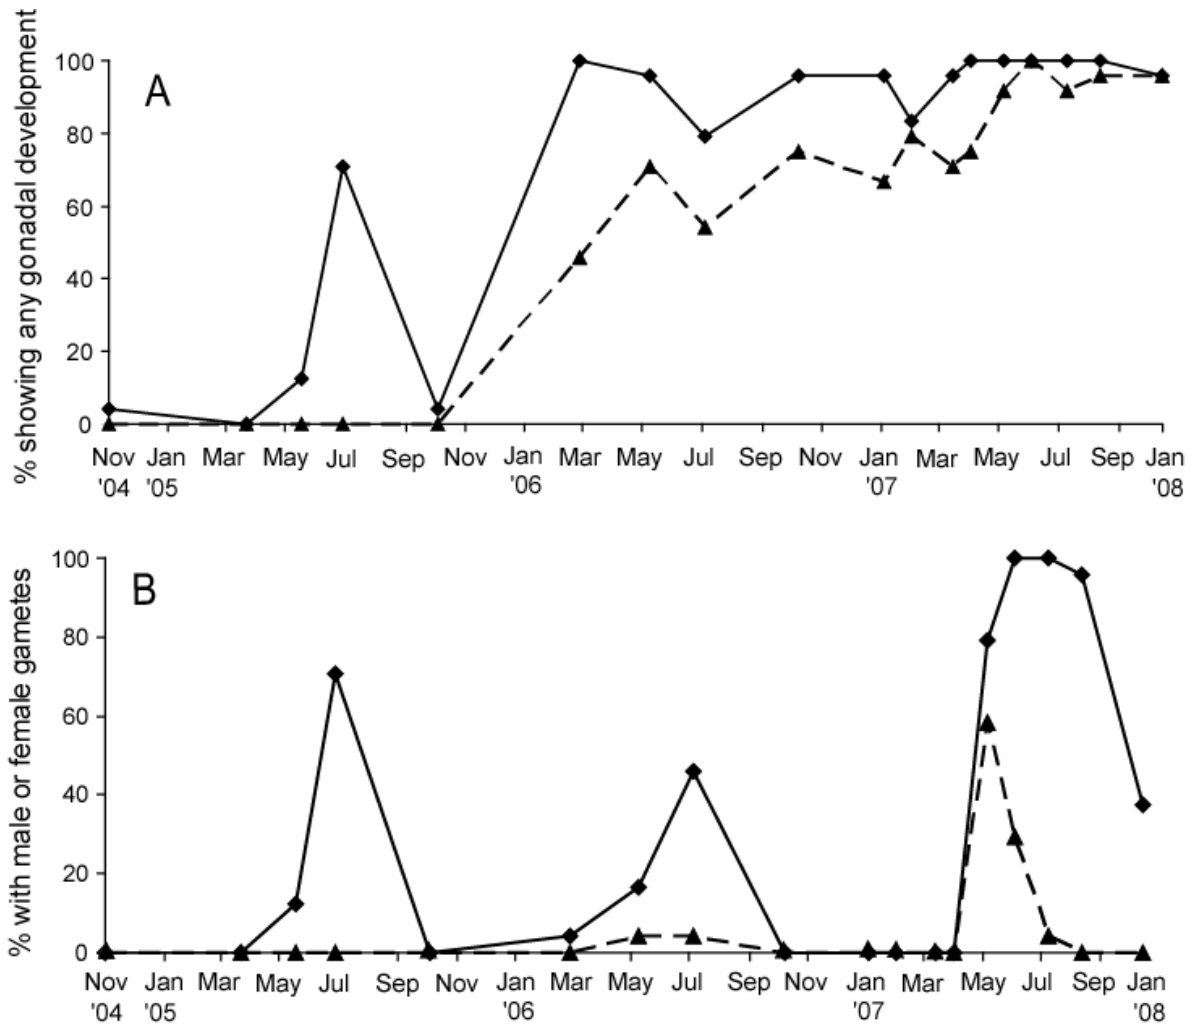 % showing any gonadal development
A
100
80
60
40
20
0
Nov Jan Mar May Jul Sep Nov Jan Mar May Jul Sep Nov Jan Mar May Jul Sep Jan
'04 '05 '06 '07 '08
% with male or female gametes
B
100
80
60
40
20
0
Nov Jan Mar May Jul Sep Nov Jan Mar May Jul Sep Nov Jan Mar May Jul Sep Jan
'04 '05 '06 '07 '08